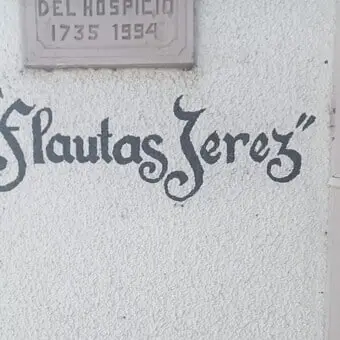 DEL HOSPICIO
1735 1994
"Flautas Jerez"